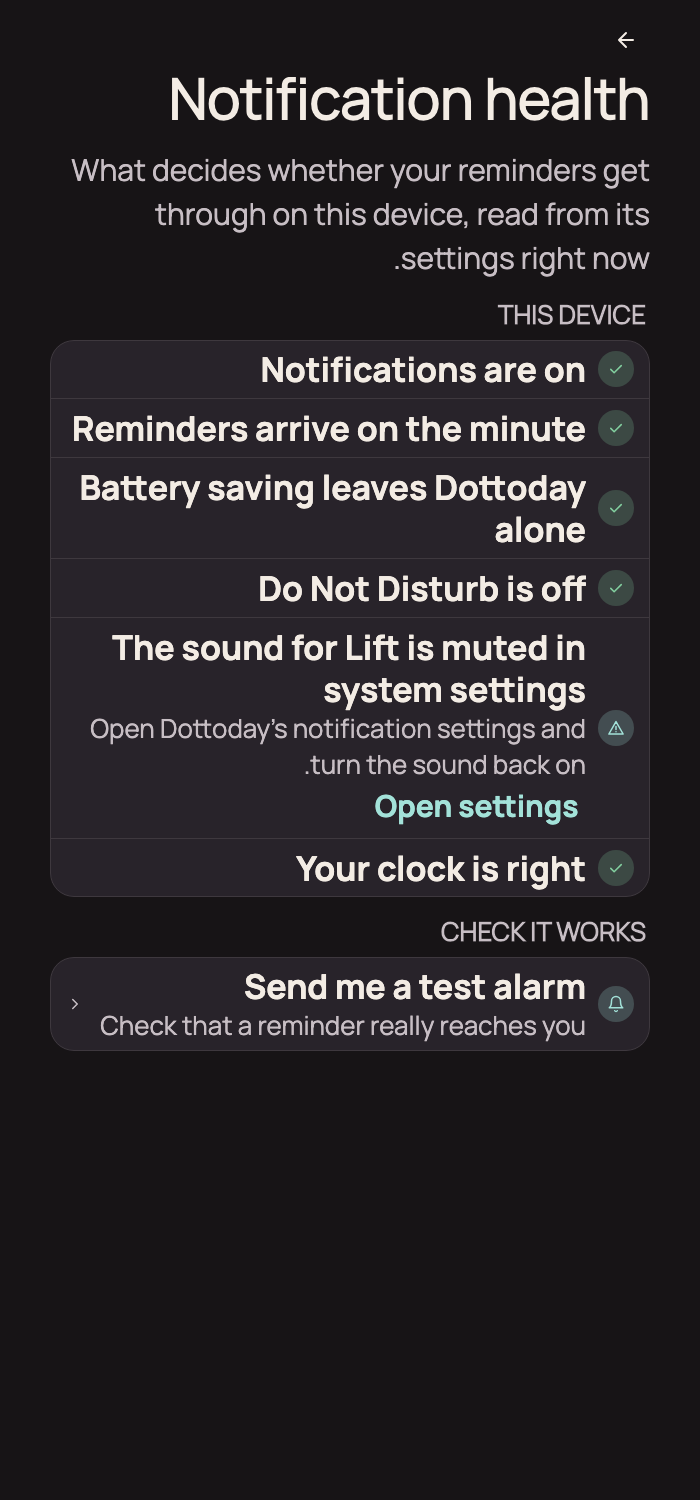 Notification health
What decides whether your reminders get
through on this device, read from its
.settings right now
THIS DEVICE
Notifications are on
Reminders arrive on the minute
Battery saving leaves Dottoday
alone
Do Not Disturb is off
The sound for Lift is muted in
system settings
Open Dottoday's notification settings and
.turn the sound back on
Open settings
Your clock is right
CHECK IT WORKS
Send me a test alarm
Check that a reminder really reaches you